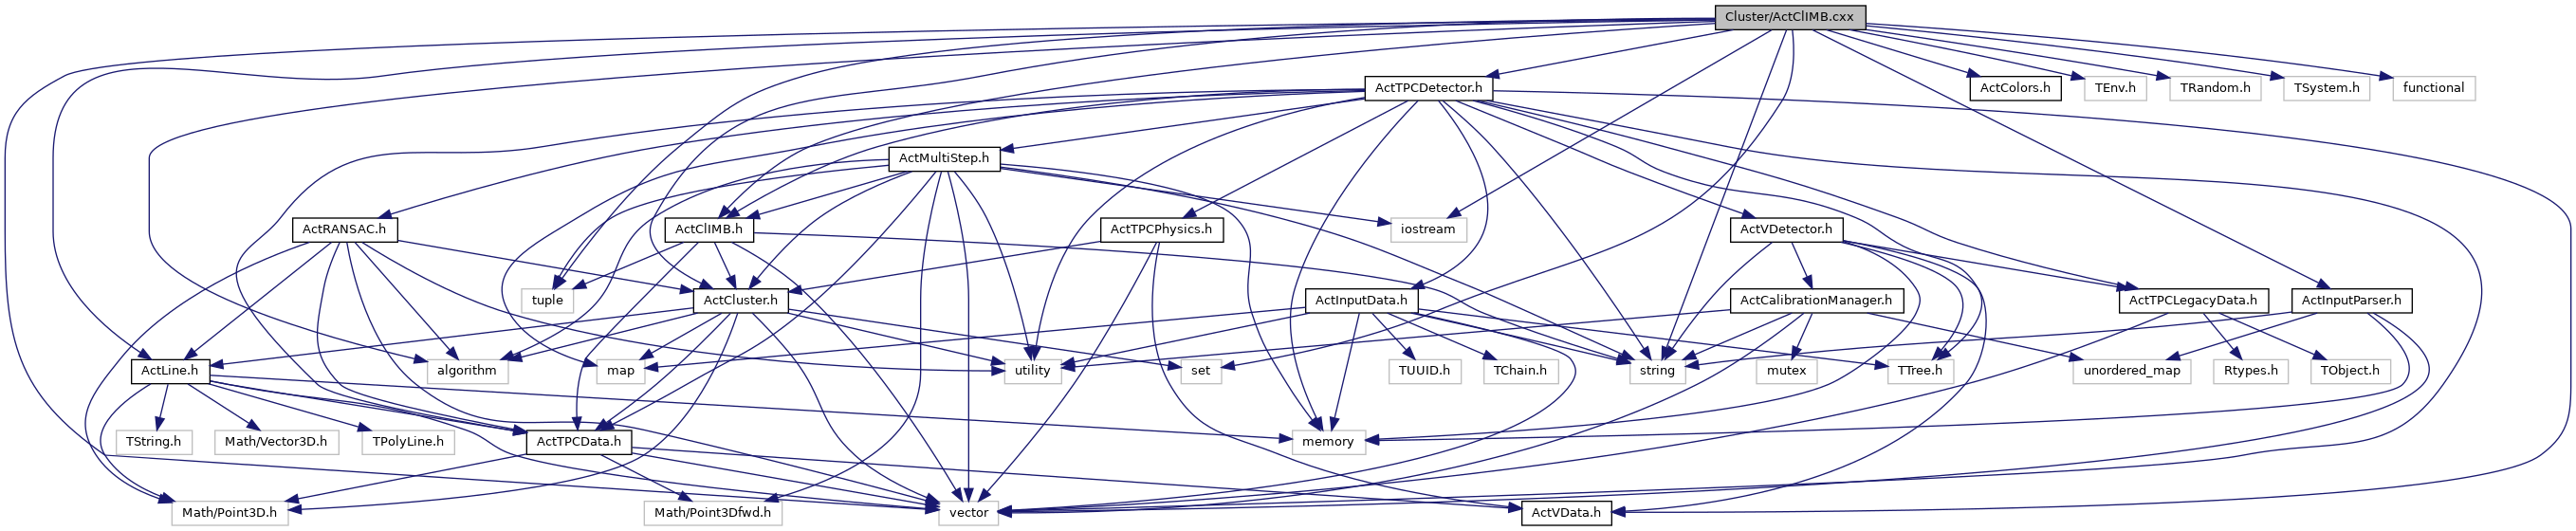 Cluster/ActClIMB.cxx
ActTPCDetector.h
ActColors.h
TEnv.h
TRandom.h
TSystem.h
functional
ActMultiStep.h
ActRANSAC.h
ActClIMB.h
ActTPCPhysics.h
iostream
ActVDetector.h
tuple
ActCluster.h
ActInputData.h
ActCalibrationManager.h
ActTPCLegacyData.h
ActInputParser.h
ActLine.h
algorithm
map
utility
set
TUUID.h
TChain.h
string
mutex
TTree.h
unordered_map
Rtypes.h
TObject.h
TString.h
Math/Vector3D.h
TPolyLine.h
ActTPCData.h
memory
Math/Point3D.h
Math/Point3Dfwd.h
vector
ActVData.h